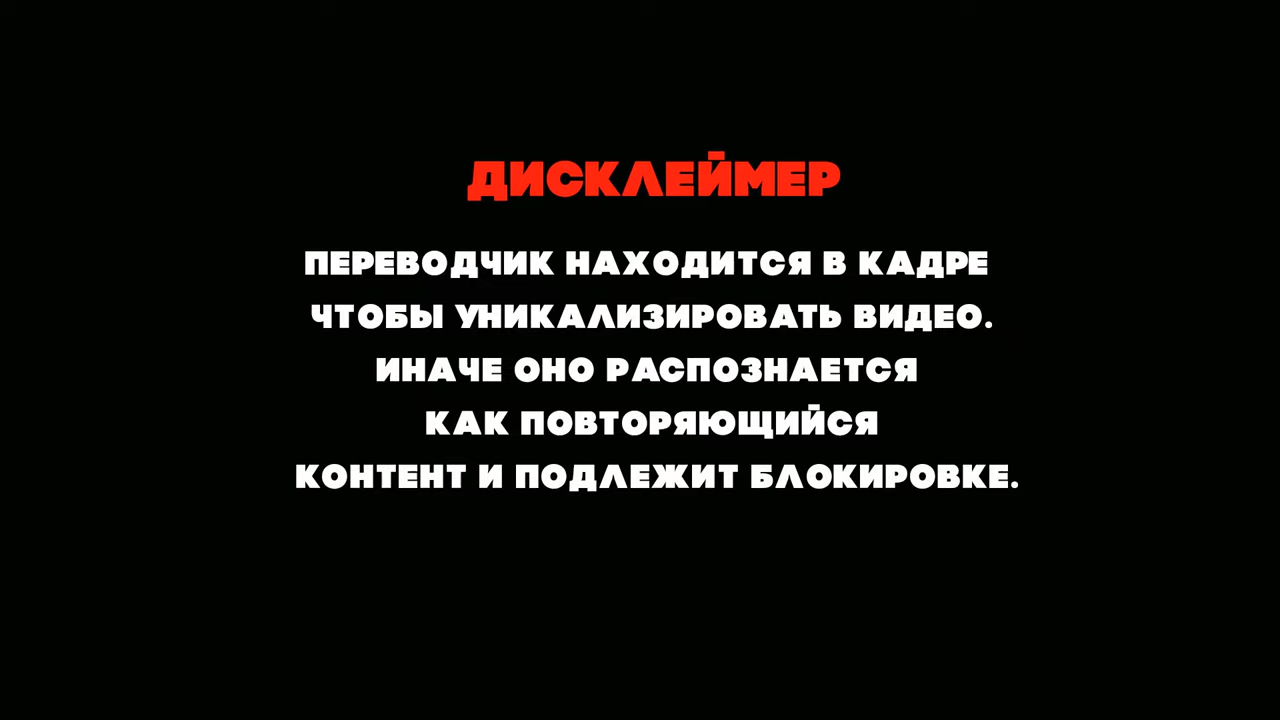 ДИСКЛЕЙМЕР
ПЕРЕВОДЧИК НАХОДИТСЯ В КАДРЕ
ЧТОБЫ УНИКАЛИЗИРОВАТЬ ВИДЕО.
ИНАЧЕ ОНО РАСПОЗНАЕТСЯ
КАК ПОВТОРЯЮЩИЙСЯ
КОНТЕНТ И ПОДЛЕЖИТ БЛОКИРОВКЕ.